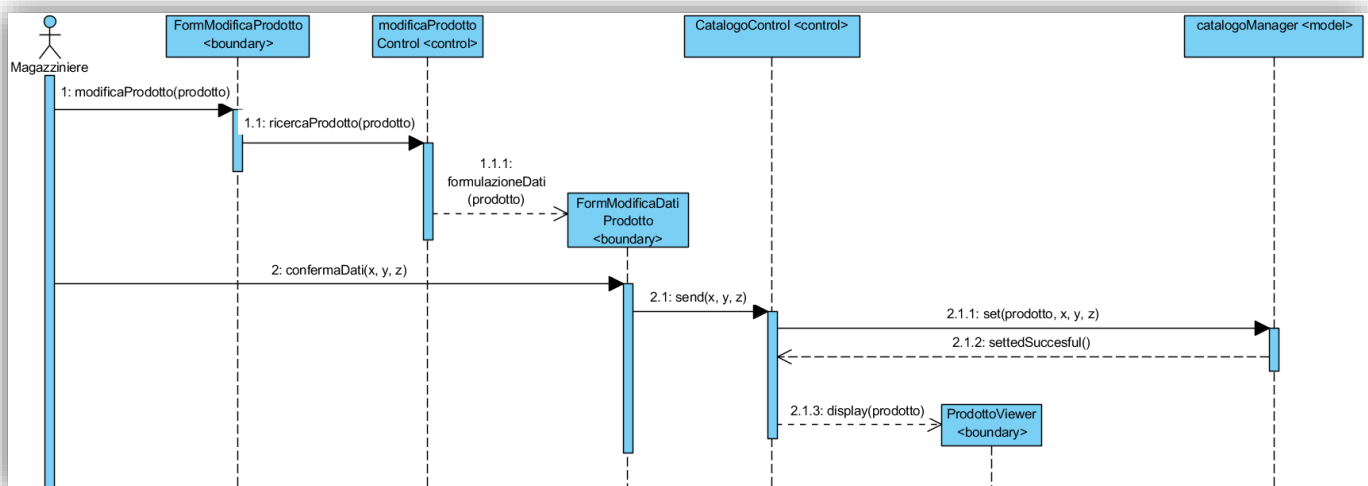 FormModificaProdotto
<boundary>
modificaProdotto
Control <control>
CatalogoControl <control>
catalogoManager <model>
Magazziniere
1: modificaProdotto(prodotto)
1.1: ricercaProdotto(prodotto)
1.1.1:
formulazioneDati
(prodotto)
FormModificaDati
Prodotto
<boundary>
2: confermaDati(x, y, z)
2.1: send(x, y, z)
2.1.1: set(prodotto, x, y, z)
2.1.2: settedSuccesful()
2.1.3: display(prodotto)
ProdottoViewer
<boundary>